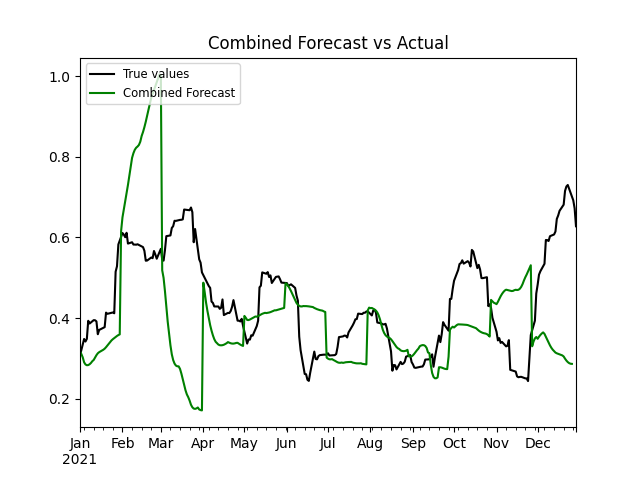 Combined Forecast vs Actual
True values
Combined Forecast
1.0
0.8
0.6
0.4
0.2
Jan Feb Mar Apr May Jun Jul Aug Sep Oct Nov Dec
2021